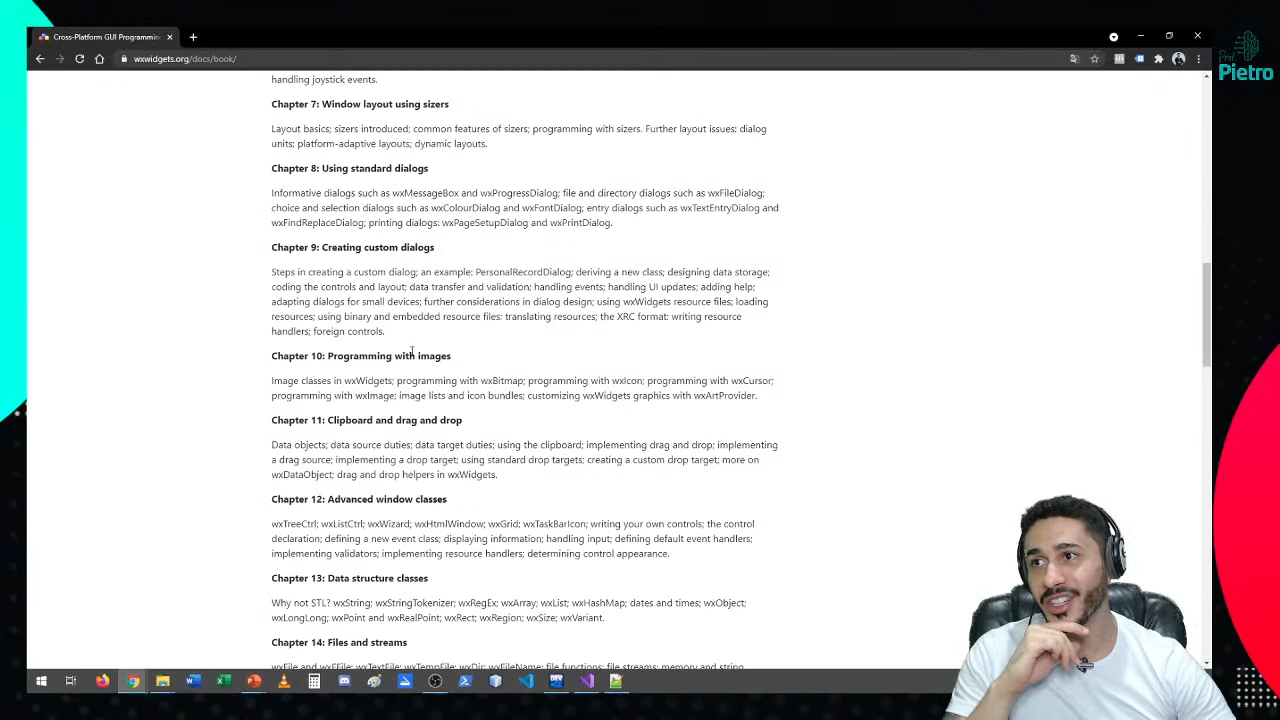 Cross-Platform GUI Programmin
wxwidgets.org/docs/book/
Prof.
Pietro
handling joystick events.
Chapter 7: Window layout using sizers
Layout basics; sizers introduced; common features of sizers; programming with sizers. Further layout issues: dialog
units; platform-adaptive layouts; dynamic layouts.
Chapter 8: Using standard dialogs
Informative dialogs such as wxMessageBox and wxProgressDialog; file and directory dialogs such as wxFileDialog;
choice and selection dialogs such as wxColourDialog and wxFontDialog; entry dialogs such as wxTextEntryDialog and
wxFindReplaceDialog; printing dialogs: wxPageSetupDialog and wxPrintDialog.
Chapter 9: Creating custom dialogs
Steps in creating a custom dialog; an example: PersonalRecordDialog; deriving a new class; designing data storage;
coding the controls and layout; data transfer and validation; handling events; handling UI updates; adding help;
adapting dialogs for small devices; further considerations in dialog design; using wxWidgets resource files; loading
resources; using binary and embedded resource files: translating resources; the XRC format: writing resource
handlers; foreign controls.
Chapter 10: Programming with images
Image classes in wxWidgets; programming with wxBitmap; programming with wxIcon; programming with wxCursor;
programming with wxImage; image lists and icon bundles; customizing wxWidgets graphics with wxArtProvider.
Chapter 11: Clipboard and drag and drop
Data objects; data source duties; data target duties; using the clipboard; implementing drag and drop; implementing
a drag source; implementing a drop target; using standard drop targets; creating a custom drop target; more on
wxDataObject; drag and drop helpers in wxWidgets.
Chapter 12: Advanced window classes
wxTreeCtrl; wxListCtrl; wxWizard; wxHtmlWindow; wxGrid; wxTaskBarIcon; writing your own controls; the control
declaration; defining a new event class; displaying information; handling input; defining default event handlers;
implementing validators; implementing resource handlers; determining control appearance.
Chapter 13: Data structure classes
Why not STL? wxString; wxStringTokenizer; wxRegEx; wxArray; wxList; wxHashMap; dates and times; wxObject;
wxLongLong; wxPoint and wxRealPoint; wxRect; wxRegion; wxSize; wxVariant.
Chapter 14: Files and streams
wxFile and wxFFile; wxTextFile; wxTempFile; wxDir; wxFileName; file functions; file streams; memory and string